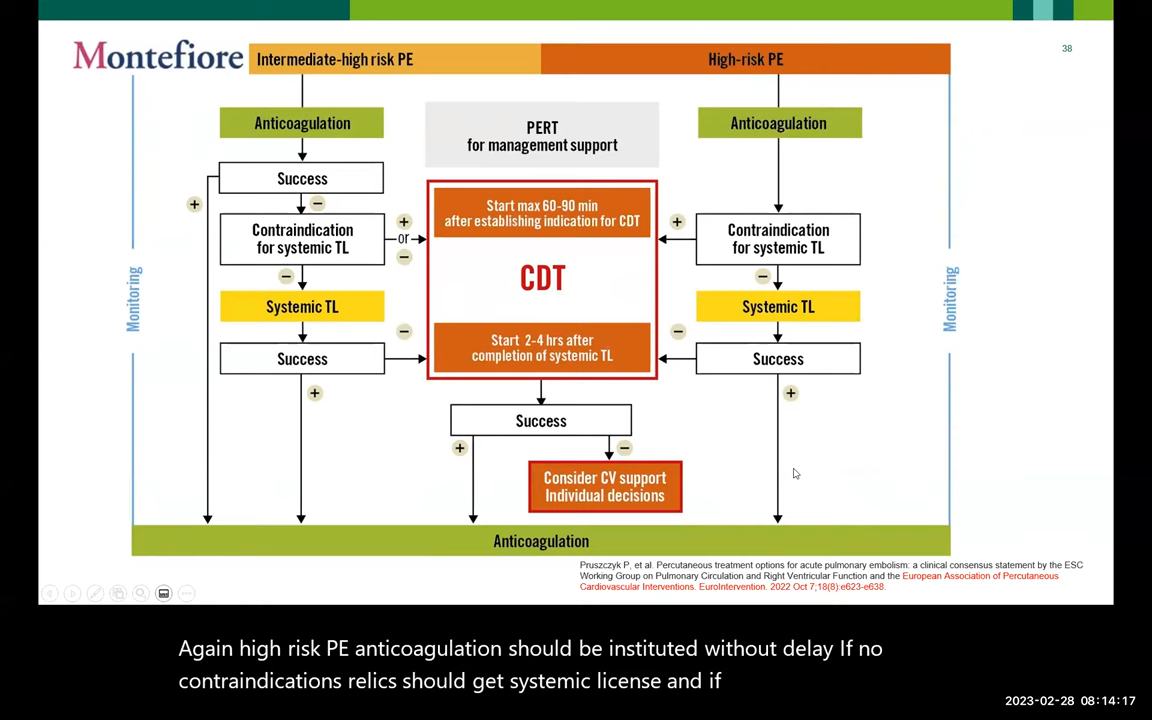 38
Montefiore
Intermediate-high risk PE
High-risk PE
Anticoagulation
PERT
for management support
Anticoagulation
Success
+
−
Start max 60-90 min
after establishing indication for CDT
Contraindication
for systemic TL
+
or
−
+
Contraindication
for systemic TL
Monitoring
CDT
Monitoring
−
−
Systemic TL
Systemic TL
−
−
Start 2-4 hrs after
completion of systemic TL
Success
Success
+
+
Success
+
−
Consider CV support
Individual decisions
Anticoagulation
Pruszczyk P, et al. Percutaneous treatment options for acute pulmonary embolism: a clinical consensus statement by the ESC
Working Group on Pulmonary Circulation and Right Ventricular Function and the European Association of Percutaneous
Cardiovascular Interventions. EuroIntervention. 2022 Oct 7;18(8):e623-e638.
Again high risk PE anticoagulation should be instituted without delay If no
contraindications relics should get systemic license and if
2023-02-28 08:14:17